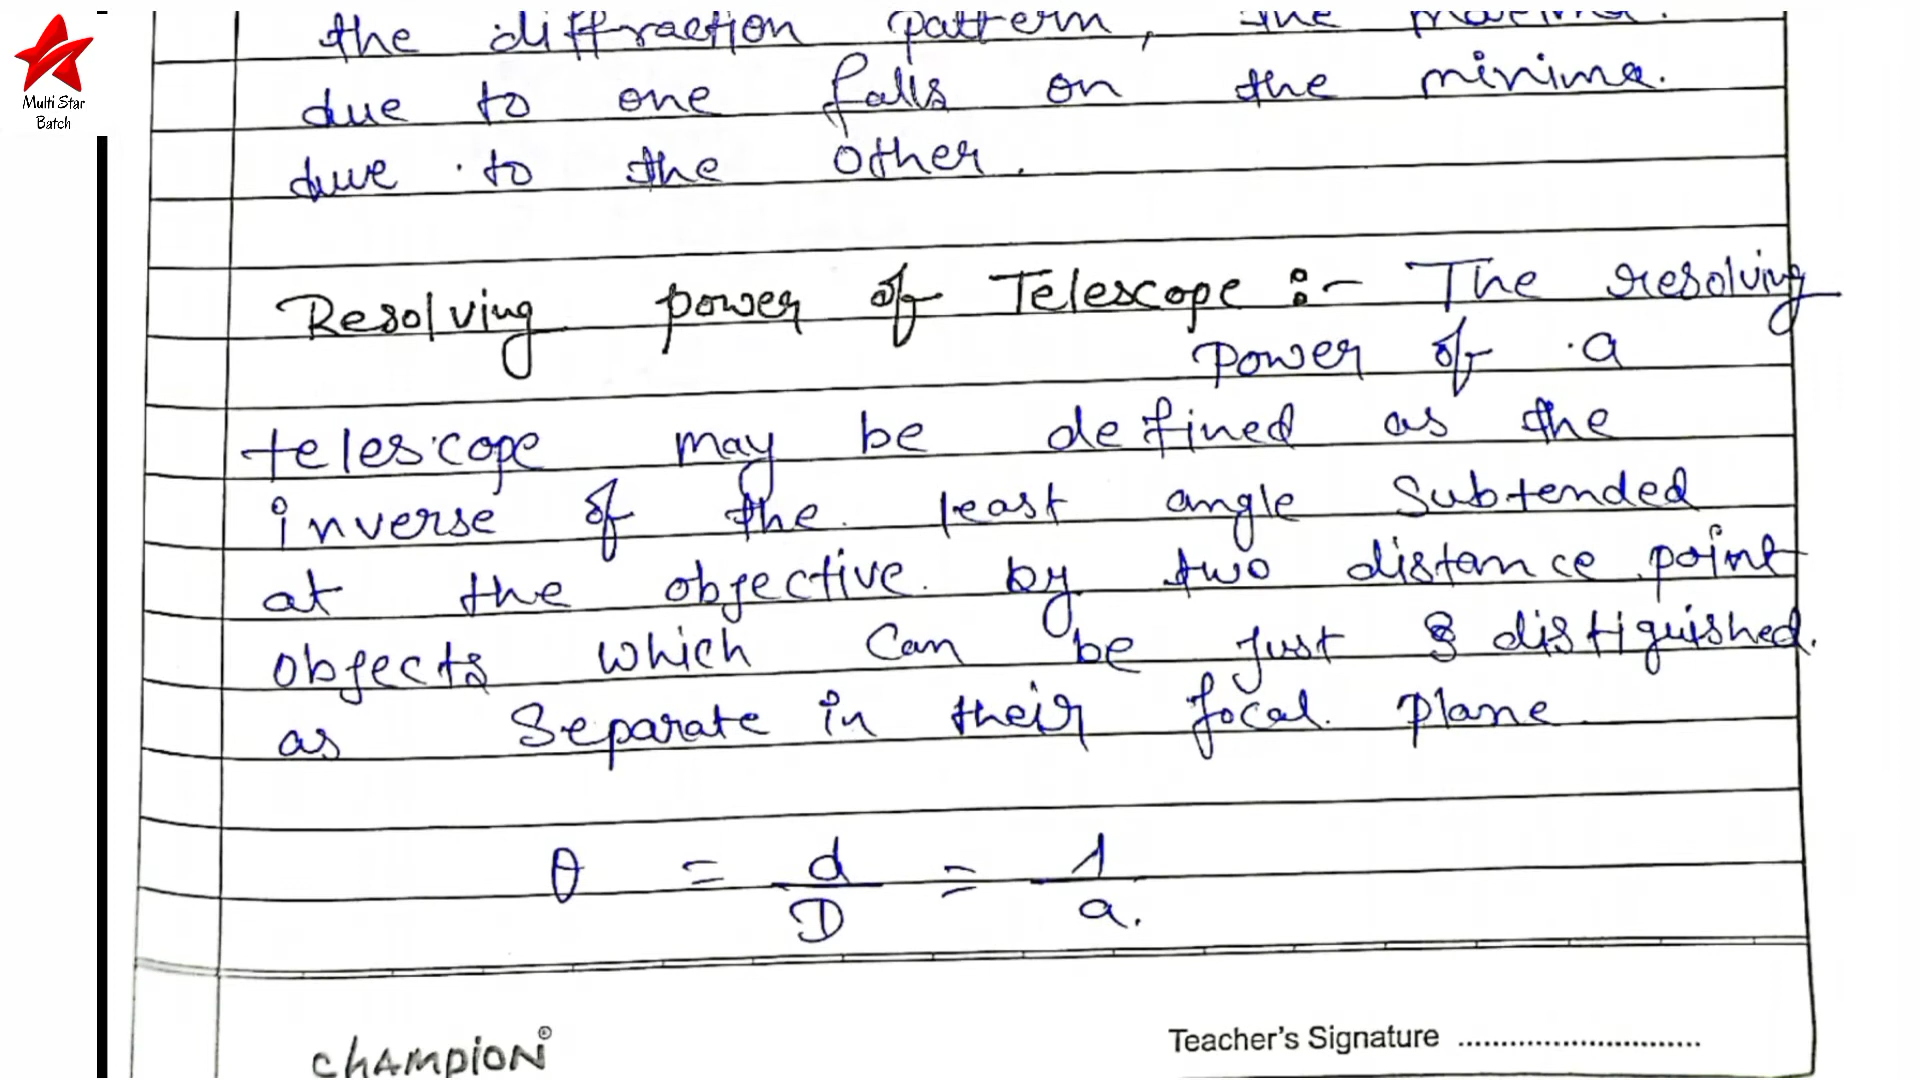 the diffraction pattern, the maxima.
due to one falls on the minima.
due to the other.
Resolving power of Telescope :- The resolving
Power of a
telescope may be defined as the
inverse of the least angle Subtended
at the objective by two distance point
objects which can be just distiguished.
as Separate in their focal plane
θ = d/D = λ/a.
CHAMPION®
Teacher's Signature ............................
Multi Star
Batch